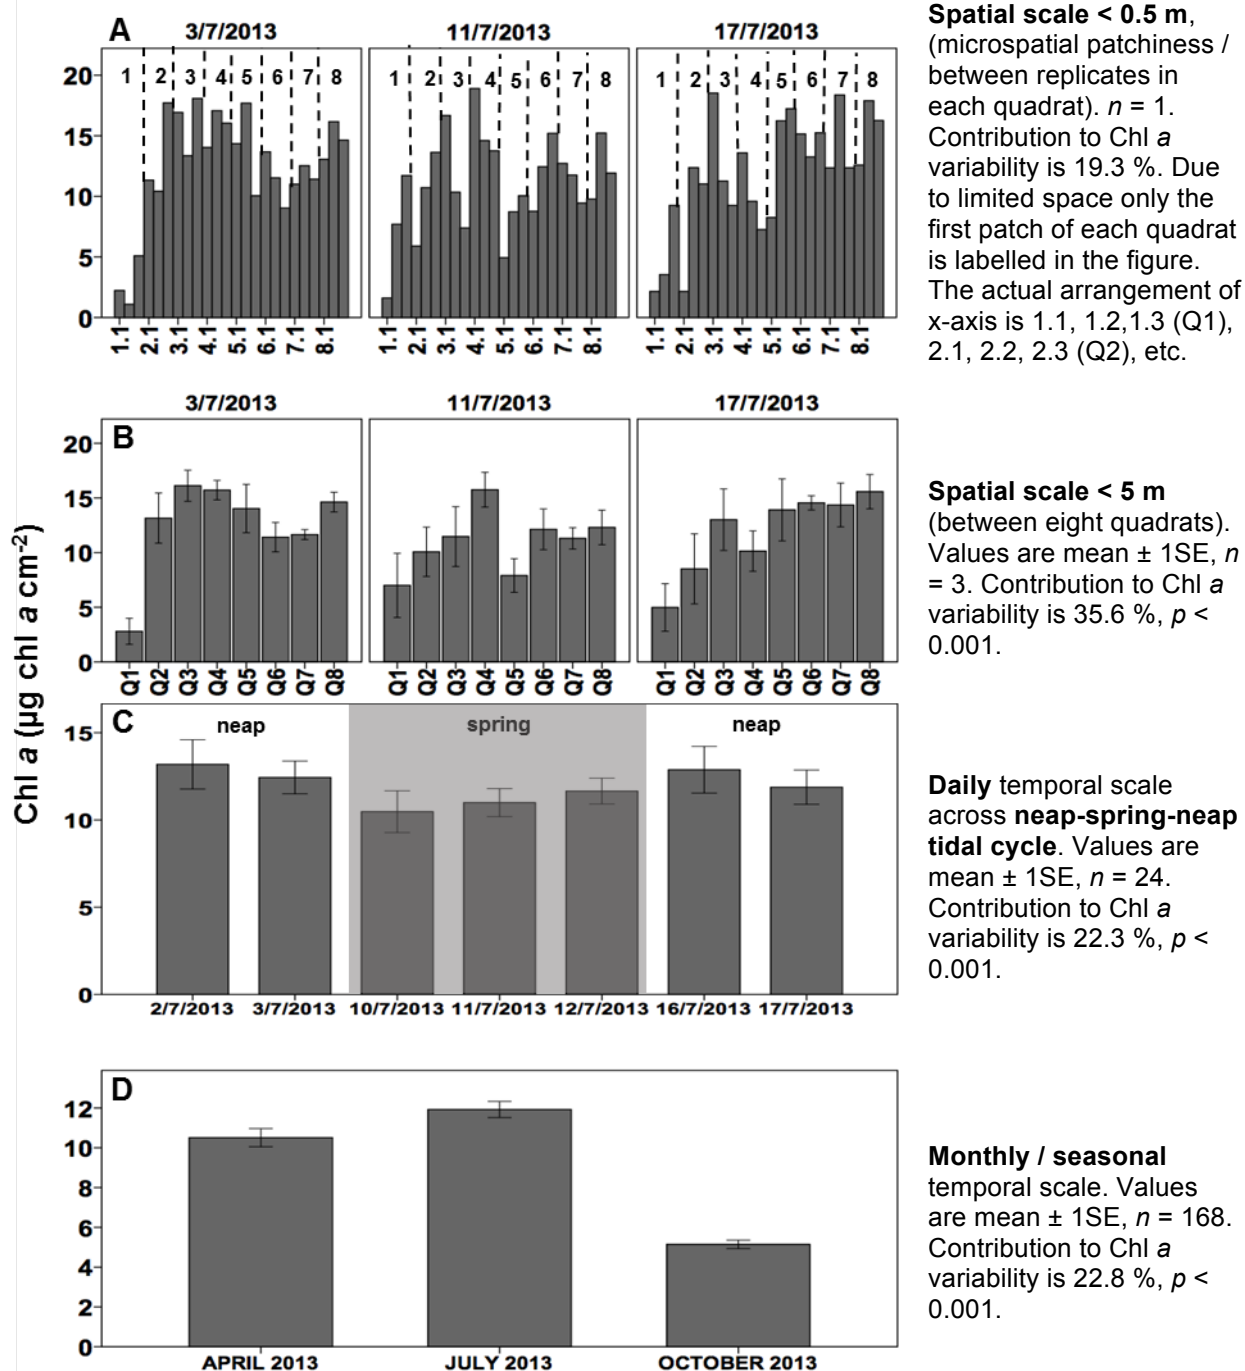 A
3/7/2013 11/7/2013 17/7/2013
20
15
10
5
0
1 2 3 4 5 6 7 8
1 2 3 4 5 6 7 8
1 2 3 4 5 6 7 8
1.1 2.1 3.1 4.1 5.1 6.1 7.1 8.1
1.1 2.1 3.1 4.1 5.1 6.1 7.1 8.1
1.1 2.1 3.1 4.1 5.1 6.1 7.1 8.1
Spatial scale < 0.5 m,
(microspatial patchiness /
between replicates in
each quadrat). n = 1.
Contribution to Chl a
variability is 19.3 %. Due
to limited space only the
first patch of each quadrat
is labelled in the figure.
The actual arrangement of
x-axis is 1.1, 1.2,1.3 (Q1),
2.1, 2.2, 2.3 (Q2), etc.
3/7/2013 11/7/2013 17/7/2013
B
20
15
10
5
0
Q1 Q2 Q3 Q4 Q5 Q6 Q7 Q8
Q1 Q2 Q3 Q4 Q5 Q6 Q7 Q8
Q1 Q2 Q3 Q4 Q5 Q6 Q7 Q8
Spatial scale < 5 m
(between eight quadrats).
Values are mean ± 1SE, n
= 3. Contribution to Chl a
variability is 35.6 %, p <
0.001.
Chl a (µg chl a cm-2)
C
neap spring neap
15
10
5
0
2/7/2013 3/7/2013 10/7/2013 11/7/2013 12/7/2013 16/7/2013 17/7/2013
Daily temporal scale
across neap-spring-neap
tidal cycle. Values are
mean ± 1SE, n = 24.
Contribution to Chl a
variability is 22.3 %, p <
0.001.
D
12
10
8
6
4
2
0
APRIL 2013 JULY 2013 OCTOBER 2013
Monthly / seasonal
temporal scale. Values
are mean ± 1SE, n = 168.
Contribution to Chl a
variability is 22.8 %, p <
0.001.